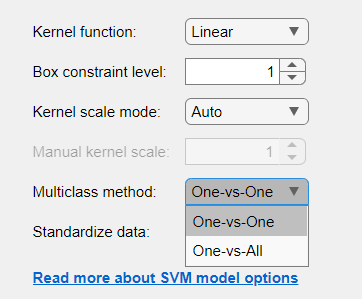 Kernel function: Linear
Box constraint level: 1
Kernel scale mode: Auto
Manual kernel scale: 1
Multiclass method: One-vs-One
One-vs-One
Standardize data:
One-vs-All
Read more about SVM model options